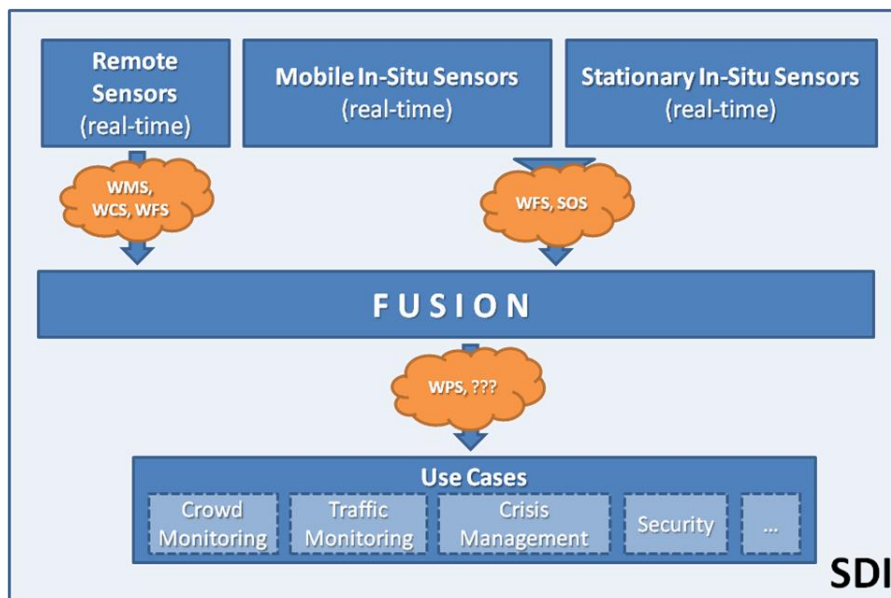 Remote
Sensors
(real-time)
Mobile In-Situ Sensors
(real-time)
Stationary In-Situ Sensors
(real-time)
WMS,
WCS, WFS
WFS, SOS
FUSION
WPS, ???
Use Cases
Crowd
Monitoring
Traffic
Monitoring
Crisis
Management
Security
...
SDI